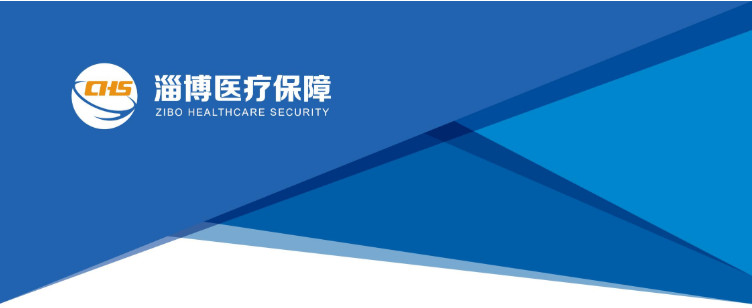 CHS
淄博医疗保障
ZIBO HEALTHCARE SECURITY